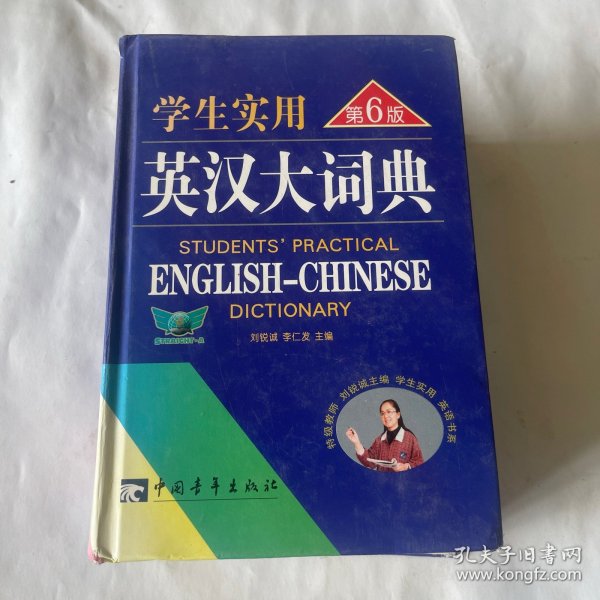 学生实用
第6版
英汉大词典
STUDENTS' PRACTICAL
ENGLISH-CHINESE
DICTIONARY
STRAIGHT-A
刘锐诚 李仁发 主编
特级教师 刘锐诚主编 学生实用 英语书系
中国青年出版社
孔夫子旧书网
www.kongfz.com